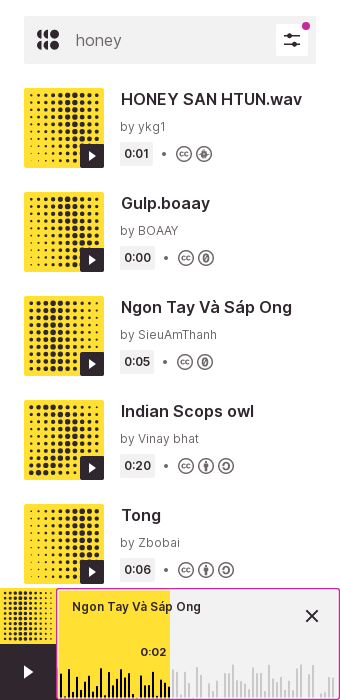 honey
HONEY SAN HTUN.wav
by ykg1
0:01 •
Gulp.boaay
by BOAAY
0:00 •
Ngon Tay Và Sáp Ong
by SieuAmThanh
0:05 •
Indian Scops owl
by Vinay bhat
0:20 •
Tong
by Zbobai
0:06 •
Ngon Tay Và Sáp Ong
0:02